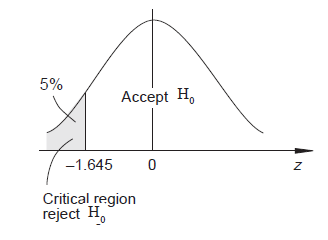 5%
Accept H₀
–1.645 0 z
Critical region
reject H₀